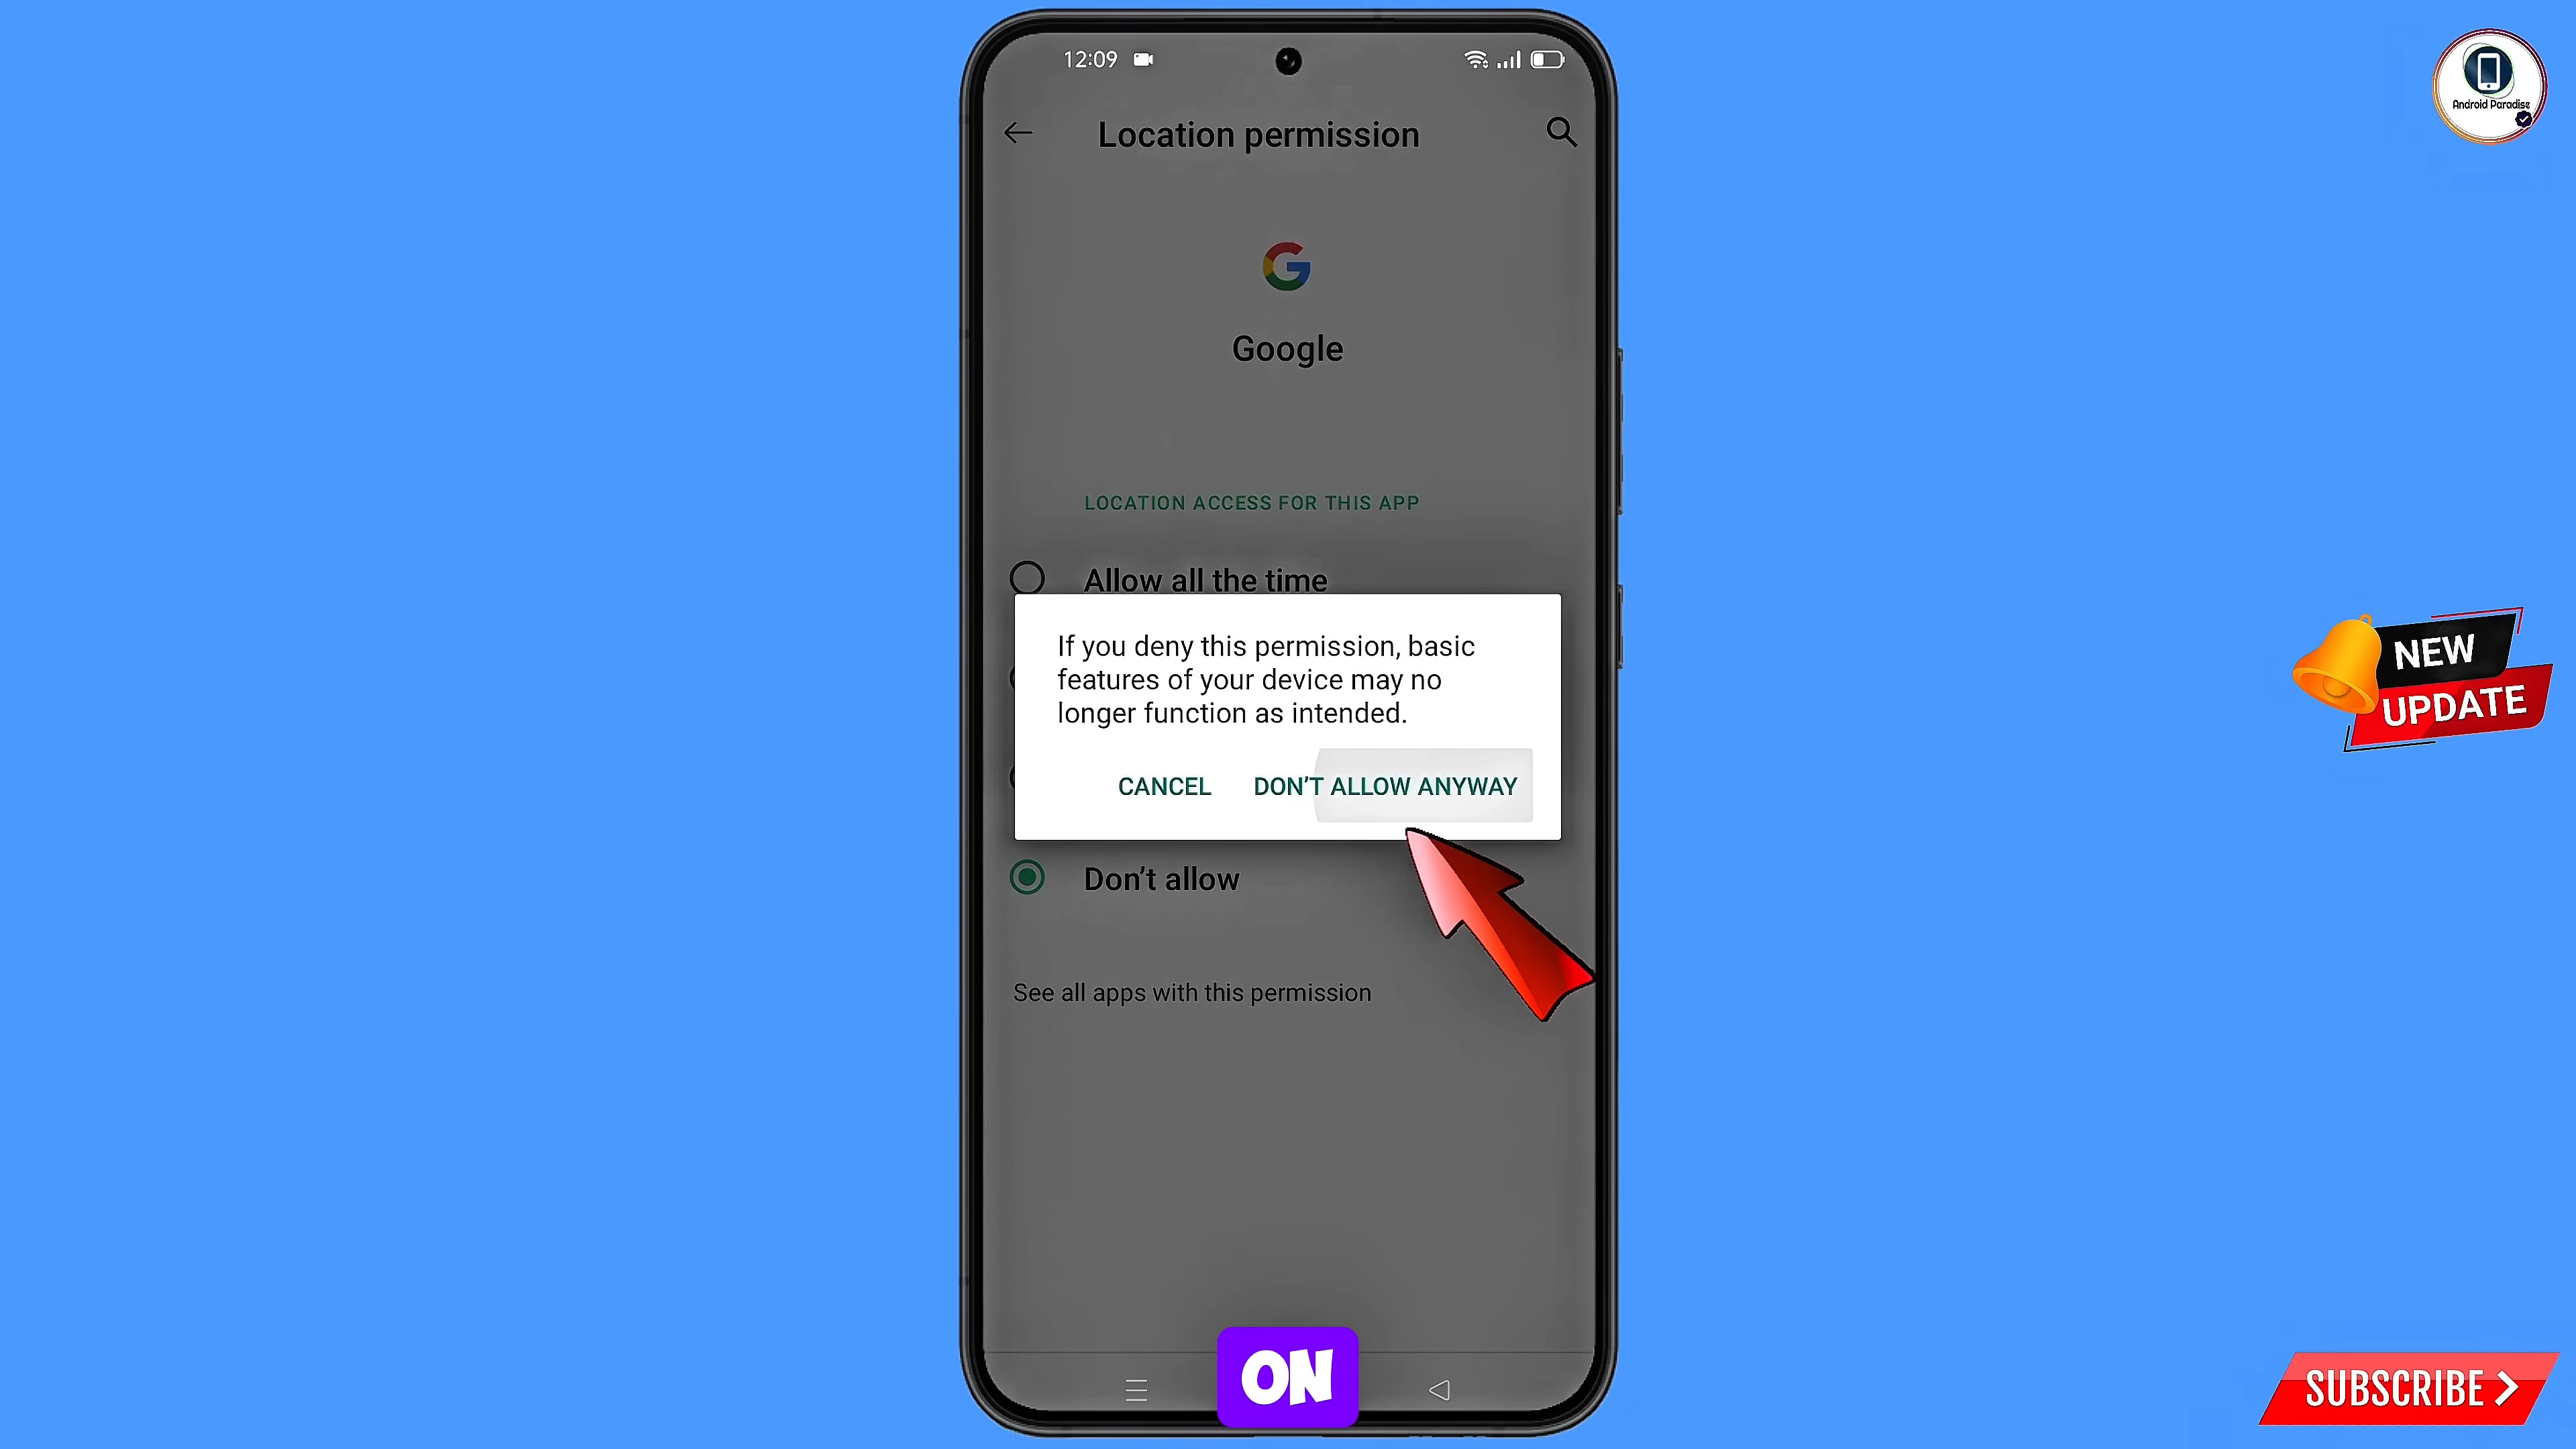 12:09
Android Paradise
Location permission
Google
LOCATION ACCESS FOR THIS APP
Allow all the time
If you deny this permission, basic
features of your device may no
longer function as intended.
CANCEL DON’T ALLOW ANYWAY
NEW
UPDATE
Don’t allow
See all apps with this permission
ON
SUBSCRIBE